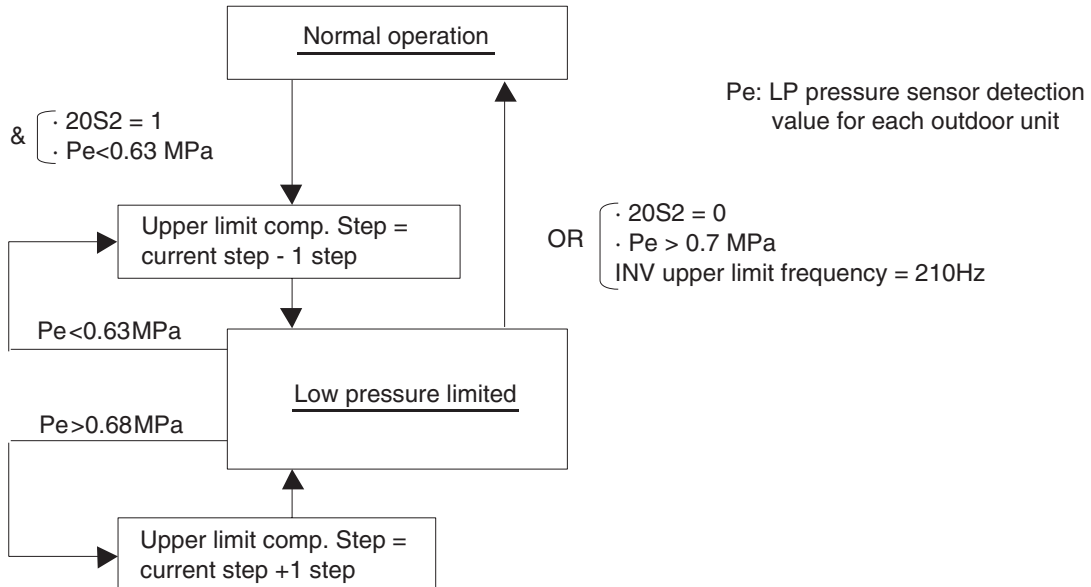 Normal operation
Pe: LP pressure sensor detection
value for each outdoor unit
& · 20S2 = 1
· Pe<0.63 MPa
Upper limit comp. Step =
current step - 1 step
OR · 20S2 = 0
· Pe > 0.7 MPa
INV upper limit frequency = 210Hz
Pe<0.63MPa
Low pressure limited
Pe>0.68MPa
Upper limit comp. Step =
current step +1 step